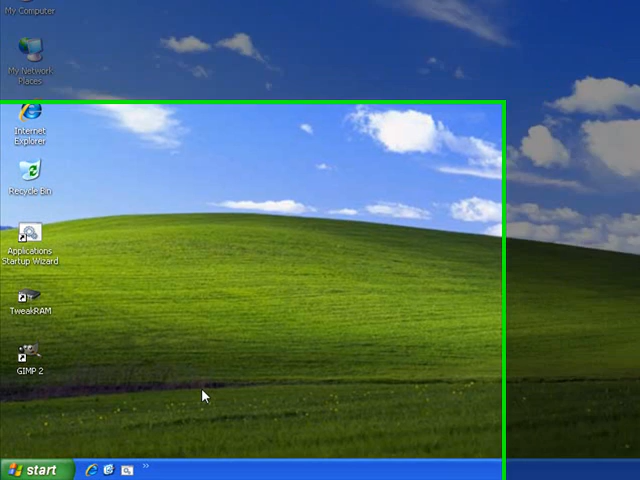 My Computer
My Network
Places
Internet
Explorer
Recycle Bin
Applications
Startup Wizard
TweakRAM
GIMP 2
start